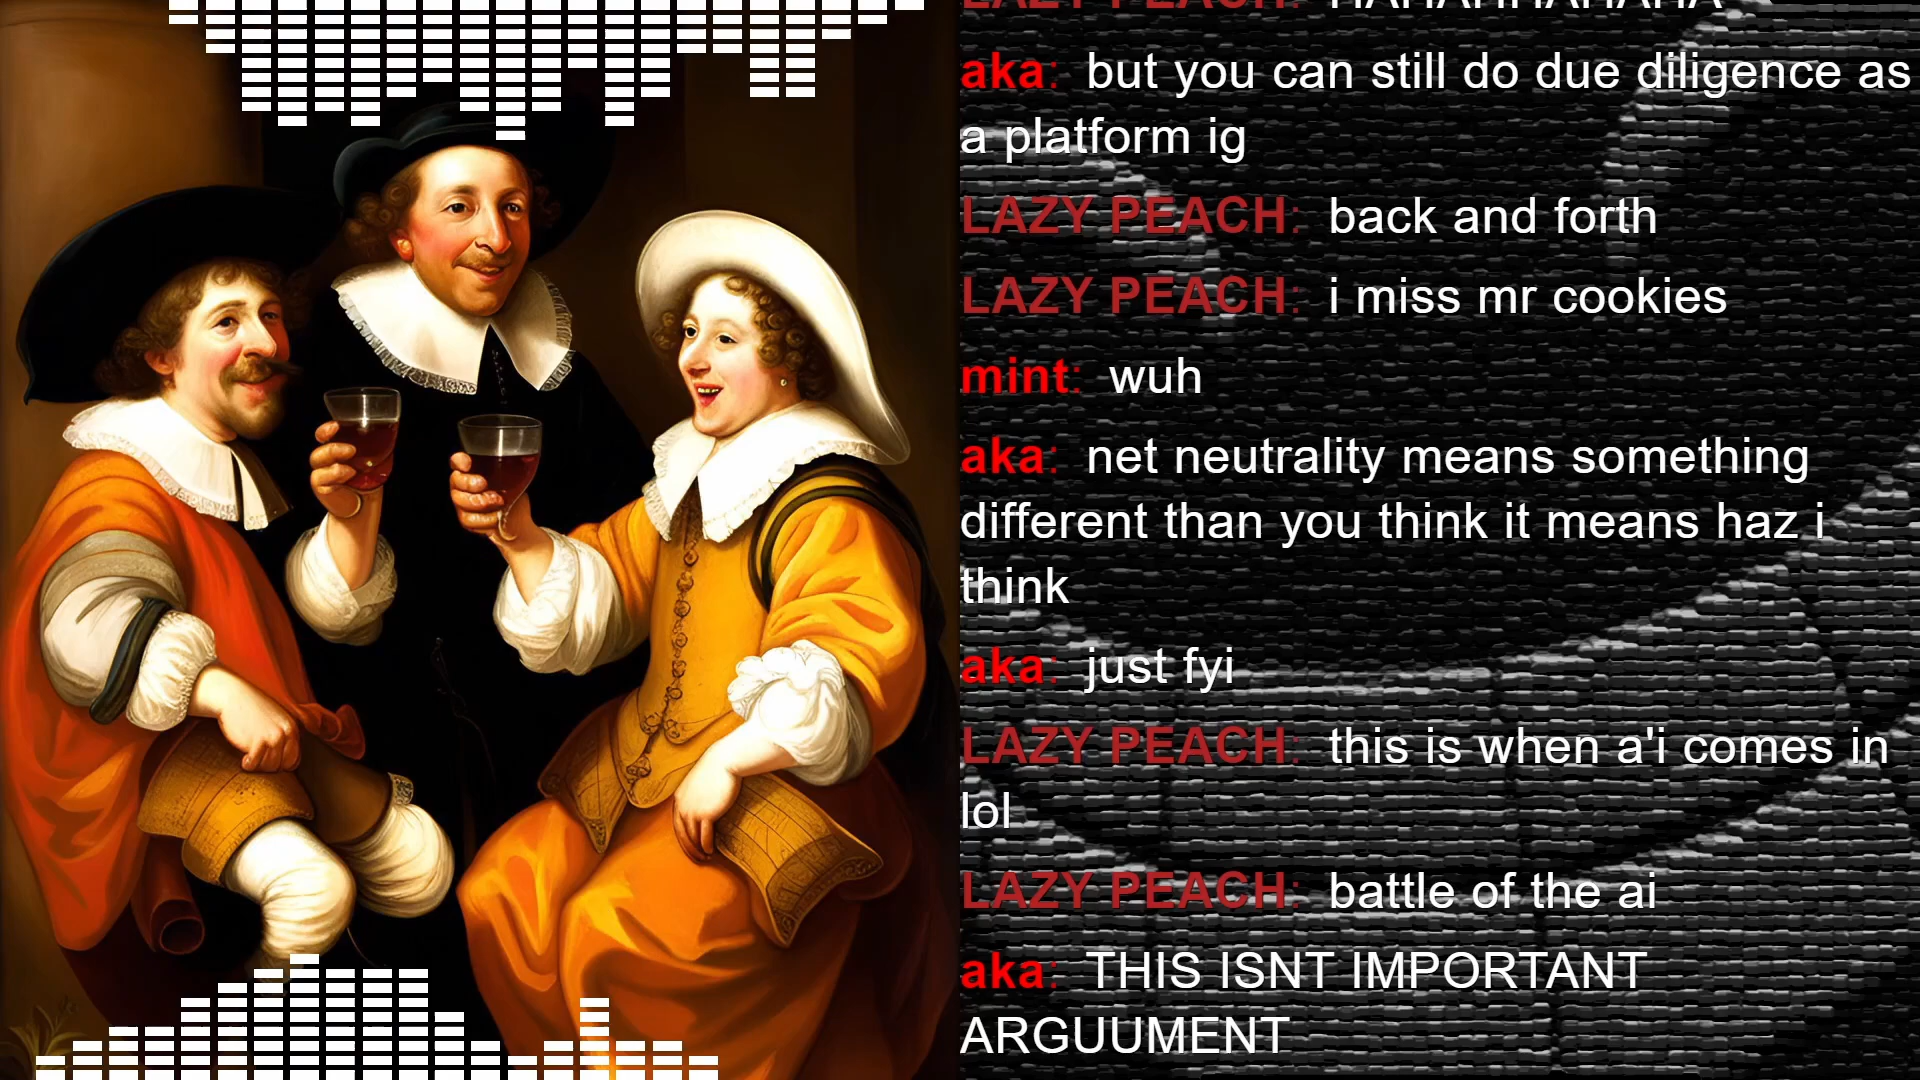 LAZY PEACH:
aka: but you can still do due diligence as
a platform ig
LAZY PEACH: back and forth
LAZY PEACH: i miss mr cookies
mint: wuh
aka: net neutrality means something
different than you think it means haz i
think
aka: just fyi
LAZY PEACH: this is when a'i comes in
lol
LAZY PEACH: battle of the ai
aka: THIS ISNT IMPORTANT
ARGUUMENT